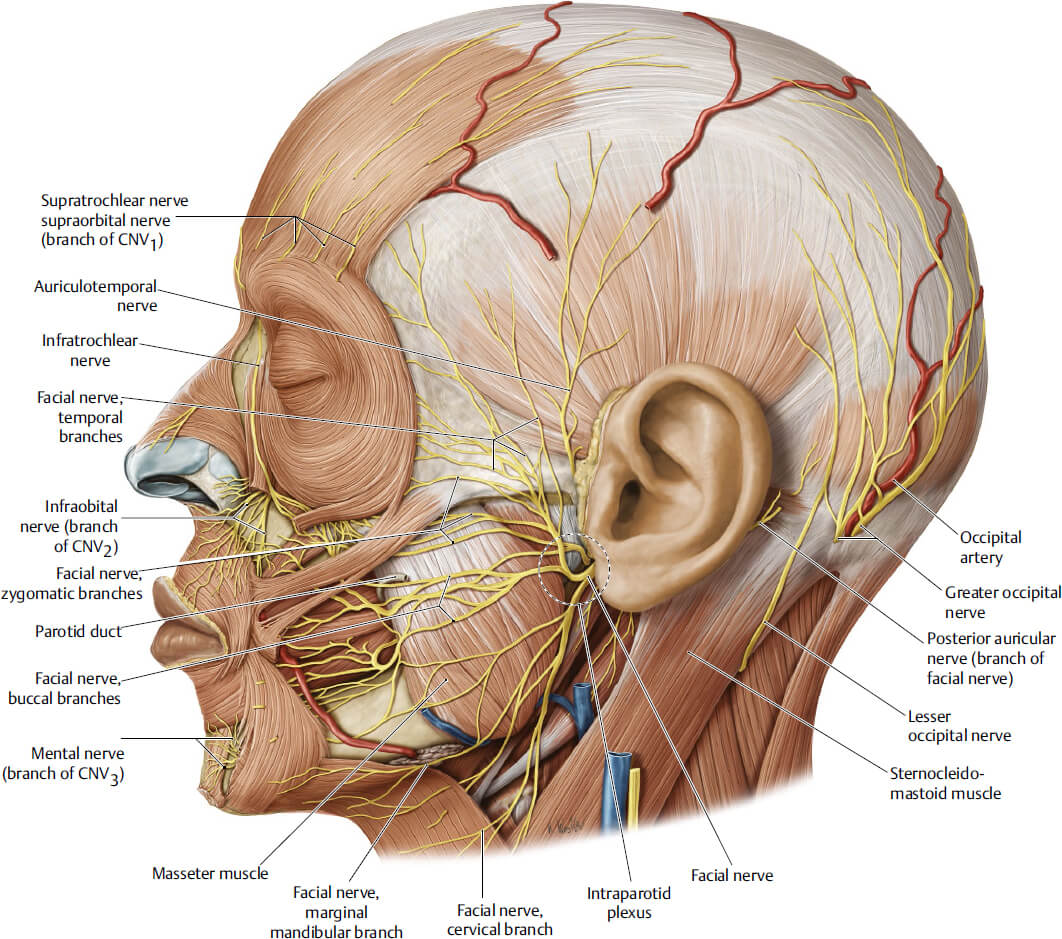 Supratrochlear nerve
supraorbital nerve
(branch of CNV1)
Auriculotemporal
nerve
Infratrochlear
nerve
Facial nerve,
temporal
branches
Infraobital
nerve (branch
of CNV2)
Facial nerve,
zygomatic branches
Parotid duct
Facial nerve,
buccal branches
Mental nerve
(branch of CNV3)
Masseter muscle
Facial nerve,
marginal
mandibular branch
Facial nerve,
cervical branch
Intraparotid
plexus
Facial nerve
Occipital
artery
Greater occipital
nerve
Posterior auricular
nerve (branch of
facial nerve)
Lesser
occipital nerve
Sternocleido-
mastoid muscle